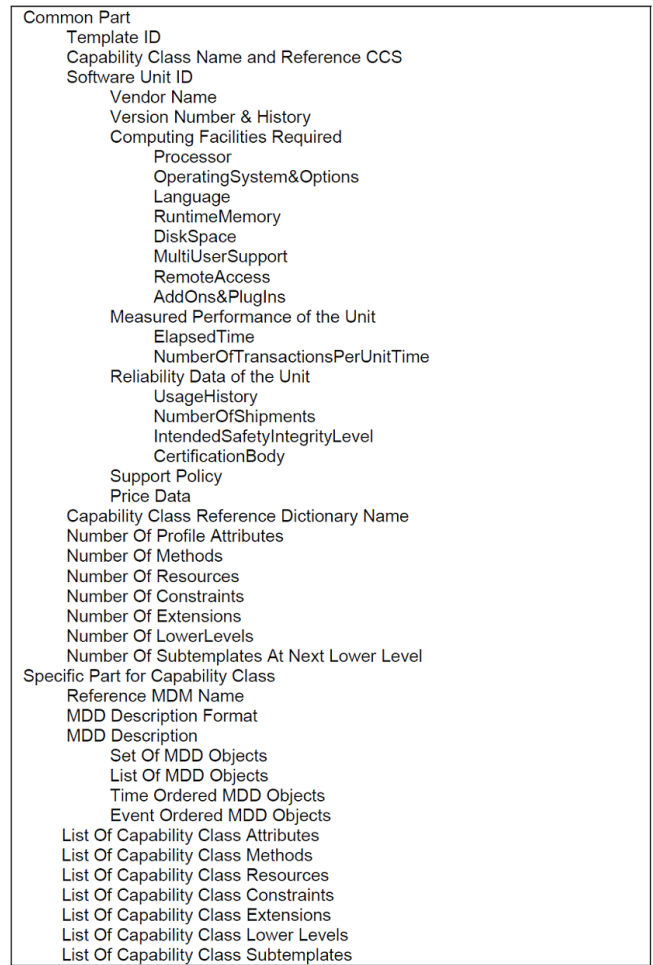 Common Part
Template ID
Capability Class Name and Reference CCS
Software Unit ID
Vendor Name
Version Number & History
Computing Facilities Required
Processor
OperatingSystem&Options
Language
RuntimeMemory
DiskSpace
MultiUserSupport
RemoteAccess
AddOns&PlugIns
Measured Performance of the Unit
ElapsedTime
NumberOfTransactionsPerUnitTime
Reliability Data of the Unit
UsageHistory
NumberOfShipments
IntendedSafetyIntegrityLevel
CertificationBody
Support Policy
Price Data
Capability Class Reference Dictionary Name
Number Of Profile Attributes
Number Of Methods
Number Of Resources
Number Of Constraints
Number Of Extensions
Number Of LowerLevels
Number Of Subtemplates At Next Lower Level
Specific Part for Capability Class
Reference MDM Name
MDD Description Format
MDD Description
Set Of MDD Objects
List Of MDD Objects
Time Ordered MDD Objects
Event Ordered MDD Objects
List Of Capability Class Attributes
List Of Capability Class Methods
List Of Capability Class Resources
List Of Capability Class Constraints
List Of Capability Class Extensions
List Of Capability Class Lower Levels
List Of Capability Class Subtemplates